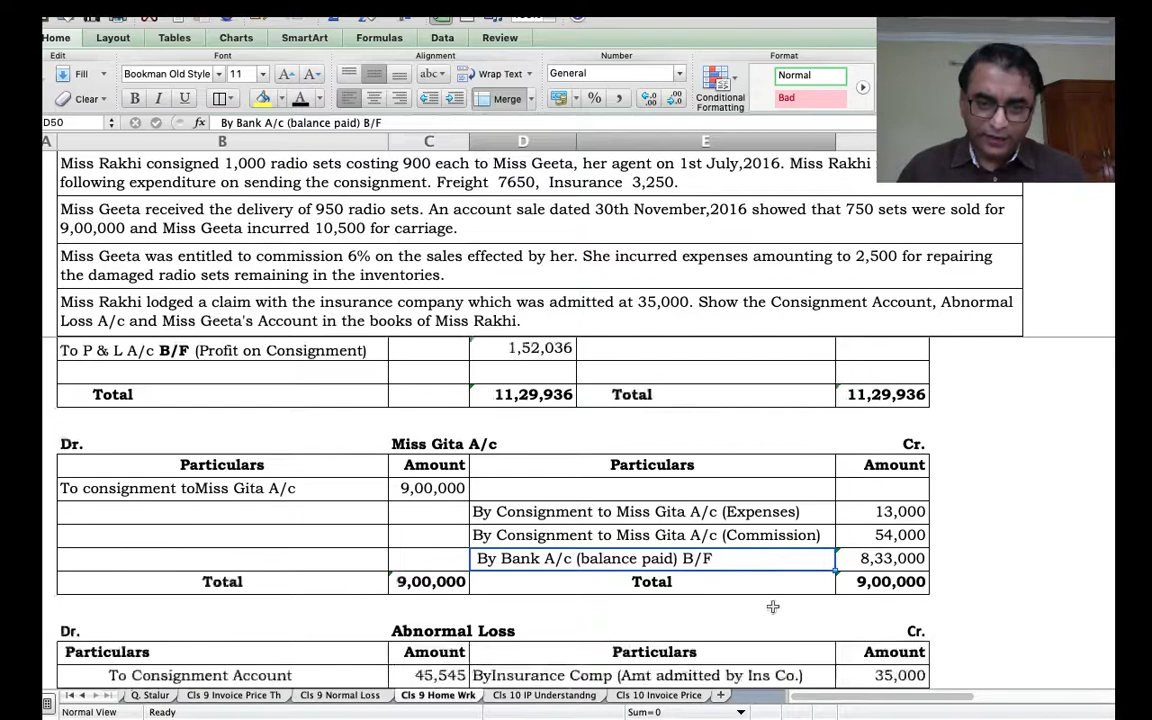 Home Layout Tables Charts SmartArt Formulas Data Review
Edit Font Alignment Number Format
Fill Bookman Old Style 11 A A abc Wrap Text General Normal
Clear B I U A Merge % Conditional Formatting Bad
D50 fx By Bank A/c (balance paid) B/F
A B C D E
Miss Rakhi consigned 1,000 radio sets costing 900 each to Miss Geeta, her agent on 1st July,2016. Miss Rakhi
following expenditure on sending the consignment. Freight 7650, Insurance 3,250.
Miss Geeta received the delivery of 950 radio sets. An account sale dated 30th November,2016 showed that 750 sets were sold for
9,00,000 and Miss Geeta incurred 10,500 for carriage.
Miss Geeta was entitled to commission 6% on the sales effected by her. She incurred expenses amounting to 2,500 for repairing
the damaged radio sets remaining in the inventories.
Miss Rakhi lodged a claim with the insurance company which was admitted at 35,000. Show the Consignment Account, Abnormal
Loss A/c and Miss Geeta's Account in the books of Miss Rakhi.
To P & L A/c B/F (Profit on Consignment) 1,52,036
Total 11,29,936 Total 11,29,936
Dr. Miss Gita A/c Cr.
Particulars Amount Particulars Amount
To consignment toMiss Gita A/c 9,00,000
By Consignment to Miss Gita A/c (Expenses) 13,000
By Consignment to Miss Gita A/c (Commission) 54,000
By Bank A/c (balance paid) B/F 8,33,000
Total 9,00,000 Total 9,00,000
Dr. Abnormal Loss Cr.
Particulars Amount Particulars Amount
To Consignment Account 45,545 ByInsurance Comp (Amt admitted by Ins Co.) 35,000
Q. Stalur Cls 9 Invoice Price Th Cls 9 Normal Loss Cls 9 Home Wrk Cls 10 IP Understanding Cls 10 Invoice Price +
Normal View Ready Sum=0